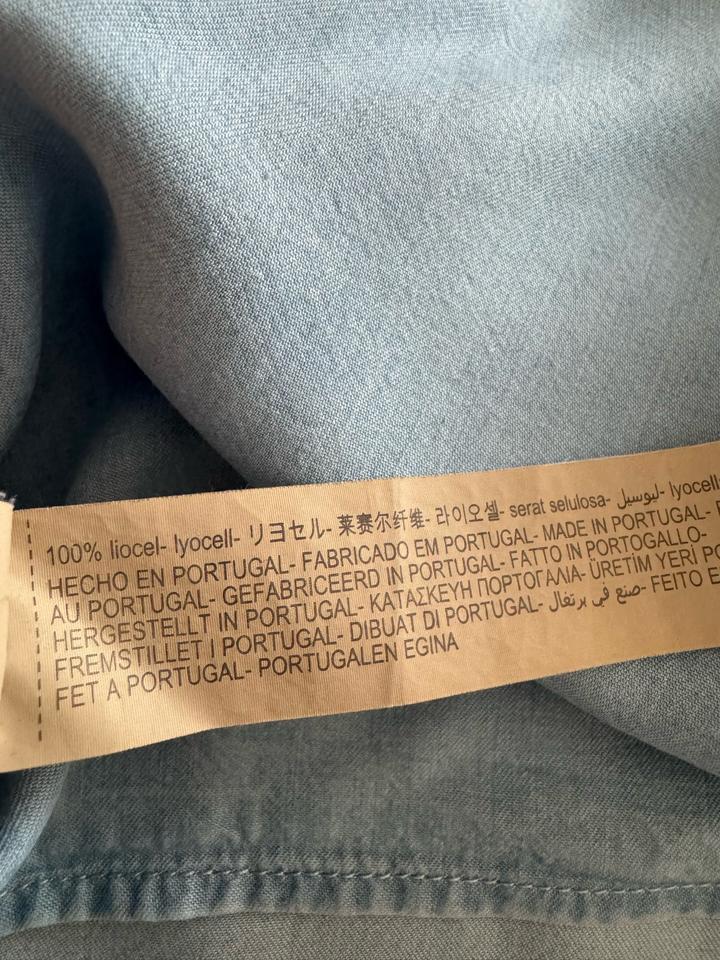 100% liocel- lyocell- リヨセル- 莱赛尔纤维- 라이오셀- serat selulosa- ليوسيل- lyocell-
HECHO EN PORTUGAL- FABRICADO EM PORTUGAL- MADE IN PORTUGAL-
AU PORTUGAL- GEFABRICEERD IN PORTUGAL- FATTO IN PORTOGALLO-
HERGESTELLT IN PORTUGAL- ΚΑΤΑΣΚΕΥΗ ΠΟΡΤΟΓΑΛΙΑ- ÜRETİM YERİ
FREMSTILLET I PORTUGAL- DIBUAT DI PORTUGAL- صنع في برتغال- FEITO
FET A PORTUGAL- PORTUGALEN EGINA